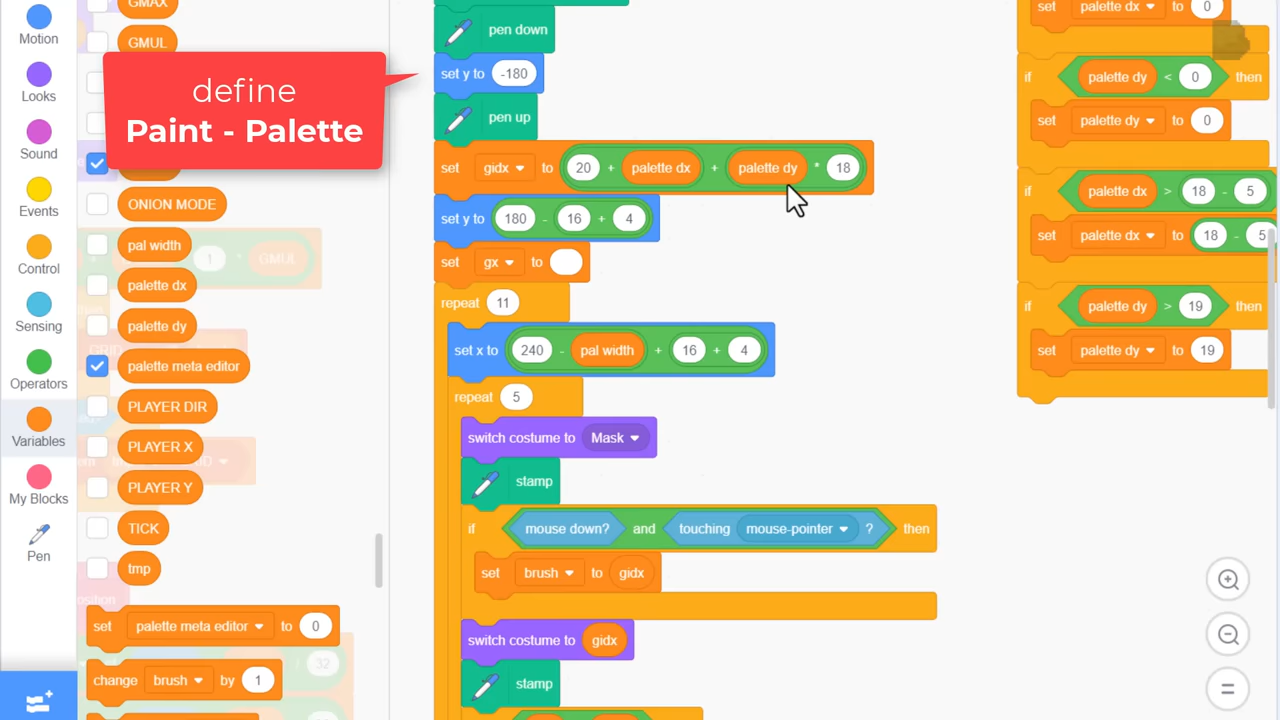 Motion
Looks
Sound
Events
Control
Sensing
Operators
Variables
My Blocks
Pen
GMAX
GMUL
define
Paint - Palette
ONION MODE
pal width
palette dx
palette dy
palette meta editor
PLAYER DIR
PLAYER X
PLAYER Y
TICK
tmp
set palette meta editor to 0
change brush by 1
1 * GMUL
GRID
position
/ 32
pen down
set y to -180
pen up
set gidx to 20 + palette dx + palette dy * 18
set y to 180 - 16 + 4
set gx to
repeat 11
set x to 240 - pal width + 16 + 4
repeat 5
switch costume to Mask
stamp
if mouse down? and touching mouse-pointer ? then
set brush to gidx
switch costume to gidx
stamp
set palette dx to 0
if palette dy < 0 then
set palette dy to 0
if palette dx > 18 - 5
set palette dx to 18 - 5
if palette dy > 19 then
set palette dy to 19